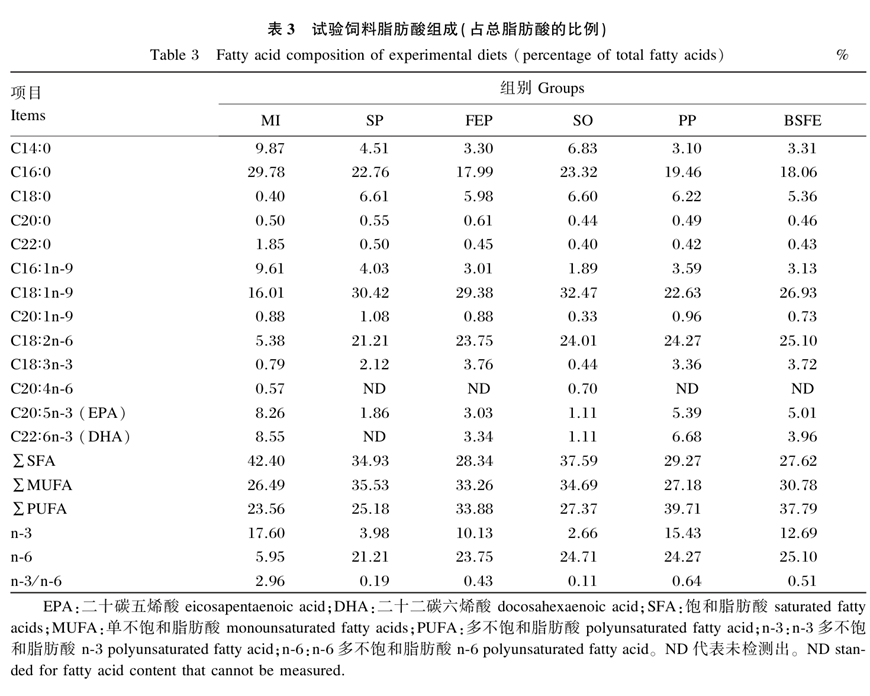 表 3 试验饲料脂肪酸组成(占总脂肪酸的比例)
Table 3 Fatty acid composition of experimental diets (percentage of total fatty acids) %
项目 组别 Groups
Items MI SP FEP SO PP BSFE
C14:0 9.87 4.51 3.30 6.83 3.10 3.31
C16:0 29.78 22.76 17.99 23.32 19.46 18.06
C18:0 0.40 6.61 5.98 6.60 6.22 5.36
C20:0 0.50 0.55 0.61 0.44 0.49 0.46
C22:0 1.85 0.50 0.45 0.40 0.42 0.43
C16:1n-9 9.61 4.03 3.01 1.89 3.59 3.13
C18:1n-9 16.01 30.42 29.38 32.47 22.63 26.93
C20:1n-9 0.88 1.08 0.88 0.33 0.96 0.73
C18:2n-6 5.38 21.21 23.75 24.01 24.27 25.10
C18:3n-3 0.79 2.12 3.76 0.44 3.36 3.72
C20:4n-6 0.57 ND ND 0.70 ND ND
C20:5n-3 (EPA) 8.26 1.86 3.03 1.11 5.39 5.01
C22:6n-3 (DHA) 8.55 ND 3.34 1.11 6.68 3.96
∑SFA 42.40 34.93 28.34 37.59 29.27 27.62
∑MUFA 26.49 35.53 33.26 34.69 27.18 30.78
∑PUFA 23.56 25.18 33.88 27.37 39.71 37.79
n-3 17.60 3.98 10.13 2.66 15.43 12.69
n-6 5.95 21.21 23.75 24.71 24.27 25.10
n-3/n-6 2.96 0.19 0.43 0.11 0.64 0.51
EPA:二十碳五烯酸 eicosapentaenoic acid;DHA:二十二碳六烯酸 docosahexaenoic acid;SFA:饱和脂肪酸 saturated fatty
acids;MUFA:单不饱和脂肪酸 monounsaturated fatty acids;PUFA:多不饱和脂肪酸 polyunsaturated fatty acid;n-3:n-3 多不饱
和脂肪酸 n-3 polyunsaturated fatty acid;n-6:n-6 多不饱和脂肪酸 n-6 polyunsaturated fatty acid。ND 代表未检测出。ND stan-
ded for fatty acid content that cannot be measured.